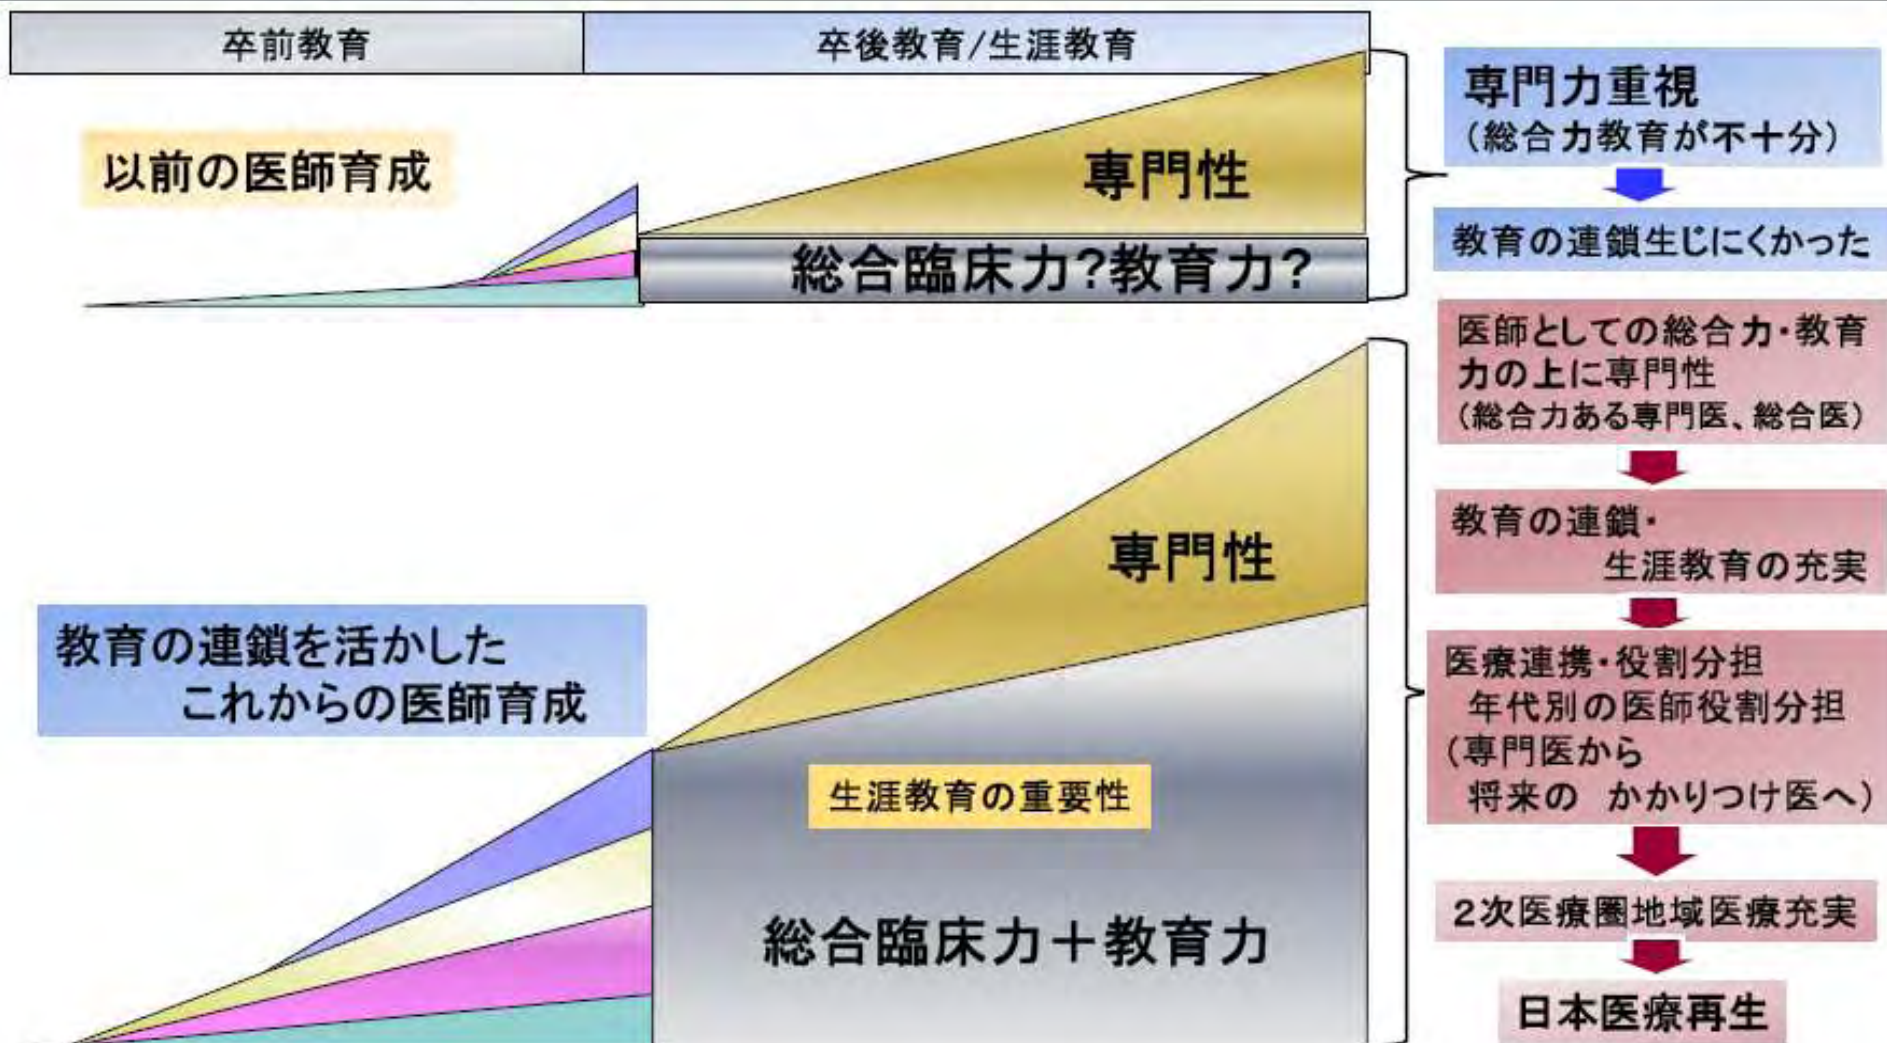 卒前教育
卒後教育/生涯教育
以前の医師育成
専門性
総合臨床力?教育力?
専門力重視
(総合力教育が不十分)
教育の連鎖生じにくかった
医師としての総合力・教育
力の上に専門性
(総合力ある専門医、総合医)
教育の連鎖・
生涯教育の充実
医療連携・役割分担
年代別の医師役割分担
(専門医から
将来の かかりつけ医へ)
2次医療圏地域医療充実
日本医療再生
教育の連鎖を活かした
これからの医師育成
専門性
生涯教育の重要性
総合臨床力+教育力